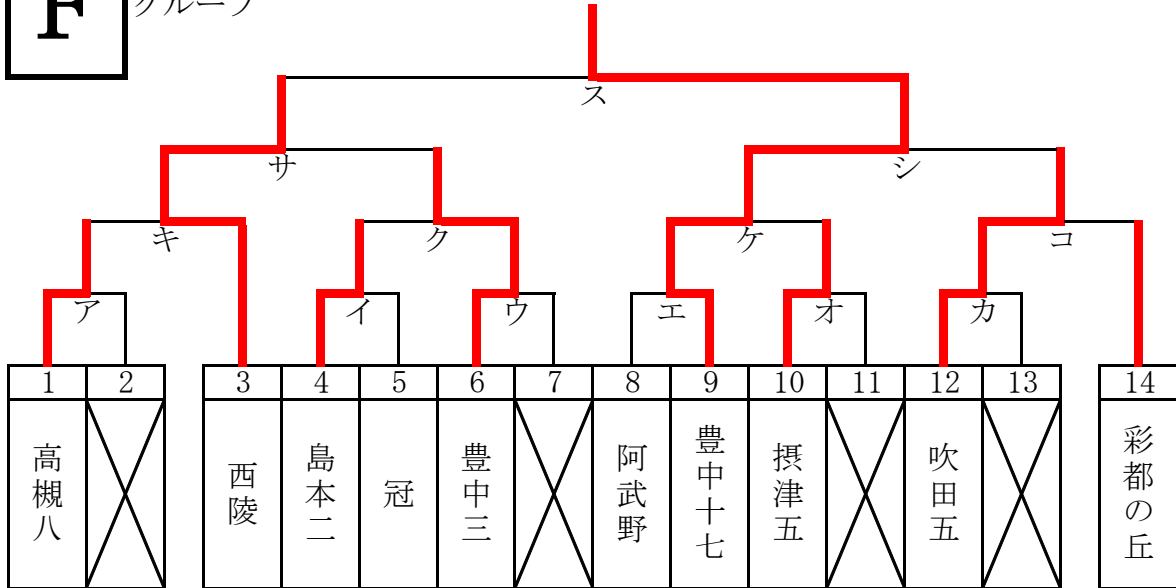 F
グループ
ス
サ
シ
キ
ク
ケ
コ
ア
イ
ウ
エ
オ
カ
1 2 3 4 5 6 7 8 9 10 11 12 13 14
高槻八
西陵
島本二
冠
豊中三
阿武野
豊中十七
摂津五
吹田五
彩都の丘